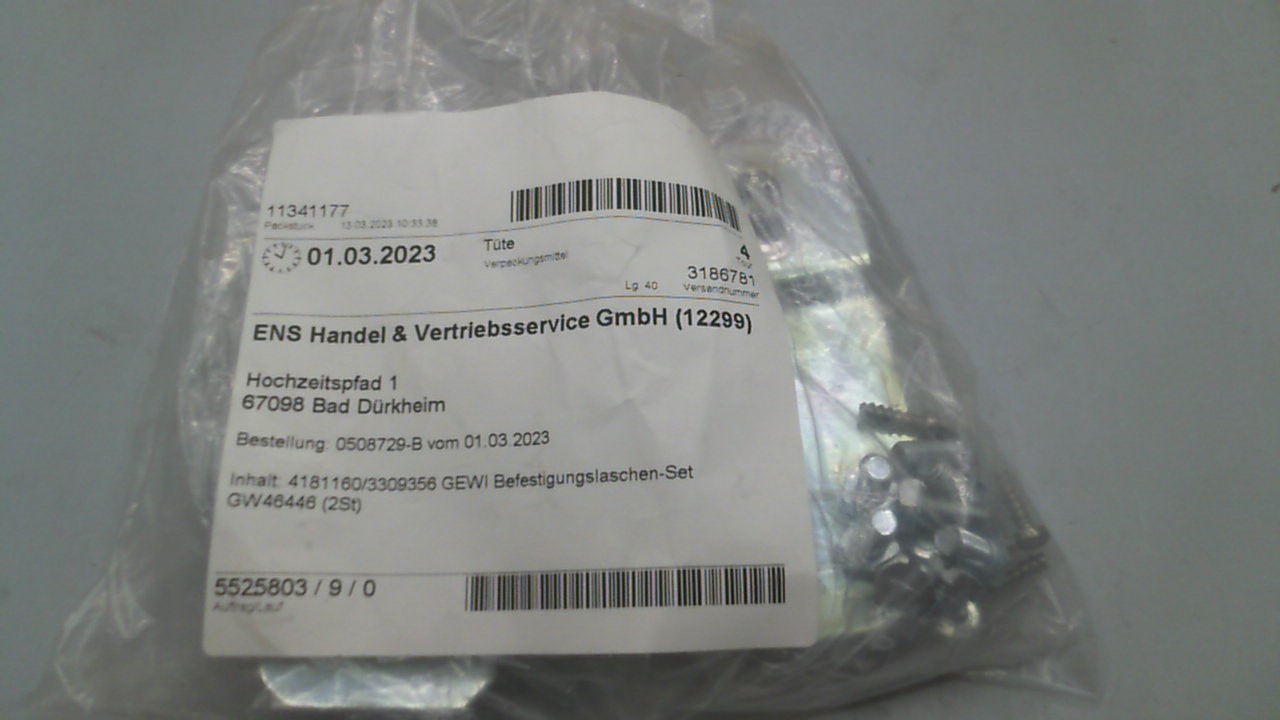 11341177
Packstück 13.03.2023 10:55:38
01.03.2023
Tüte
Verpackungsmittel
4
Tour
Lg. 40
3186781
Versandnummer
ENS Handel & Vertriebsservice GmbH (12299)
Hochzeitspfad 1
67098 Bad Dürkheim
Bestellung: 0508729-B vom 01.03.2023
Inhalt: 4181160/3309356 GEWI Befestigungslaschen-Set
GW46446 (2St)
5525803 / 9 / 0
Auftrag/Lauf